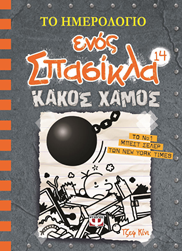 ΤΟ ΗΜΕΡΟΛΟΓΙΟ
ενός
Σπασίκλα 14
ΚΑΚΟΣ ΧΑΜΟΣ
ΤΟ Νο1
ΜΠΕΣΤ ΣΕΛΕΡ
ΤΩΝ NEW YORK TIMES
Τζεφ Κίνι